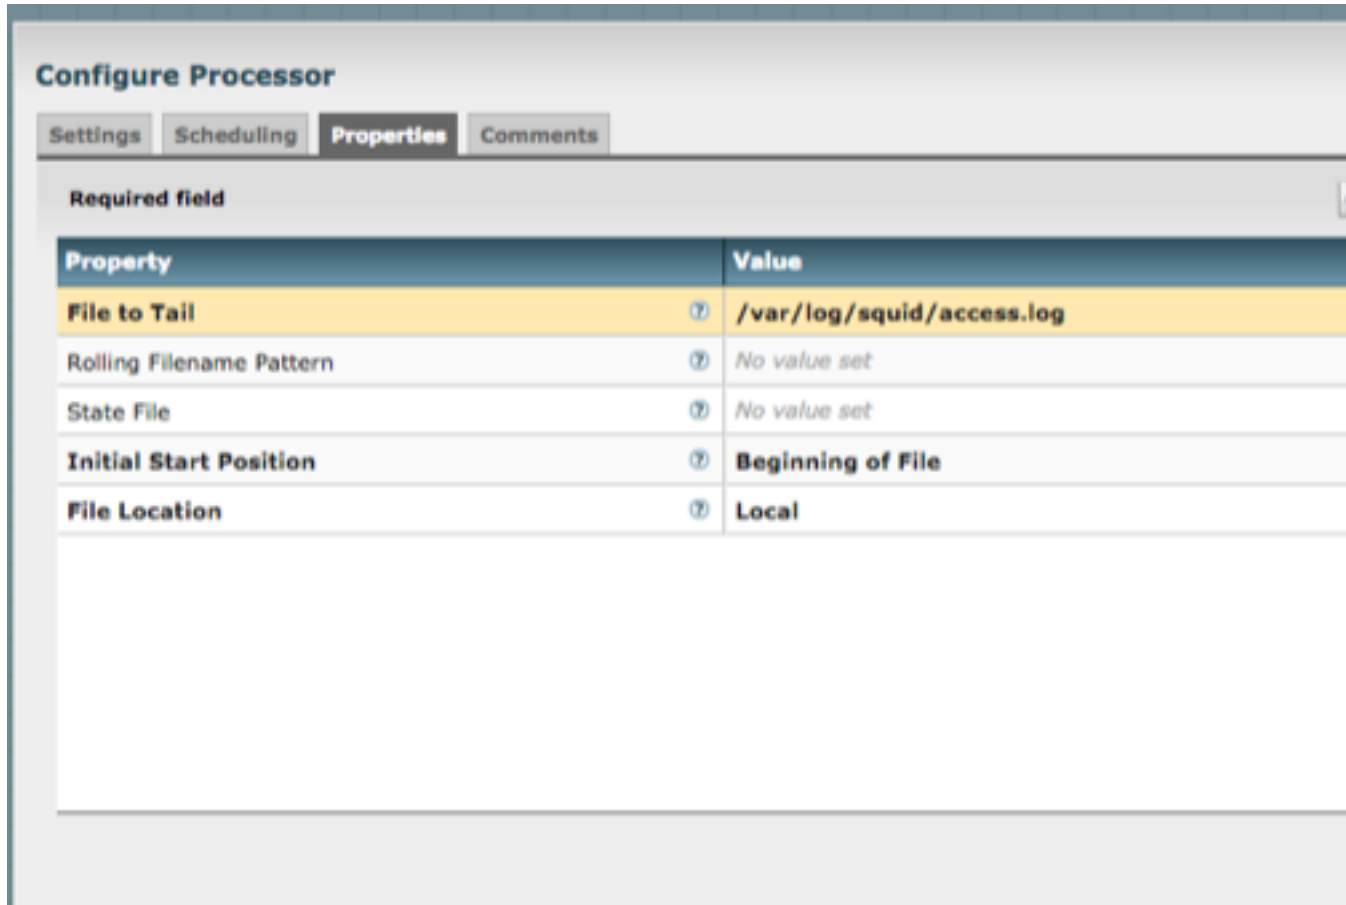 Configure Processor
Settings Scheduling Properties Comments
Required field
Property Value
File to Tail ? /var/log/squid/access.log
Rolling Filename Pattern ? No value set
State File ? No value set
Initial Start Position ? Beginning of File
File Location ? Local